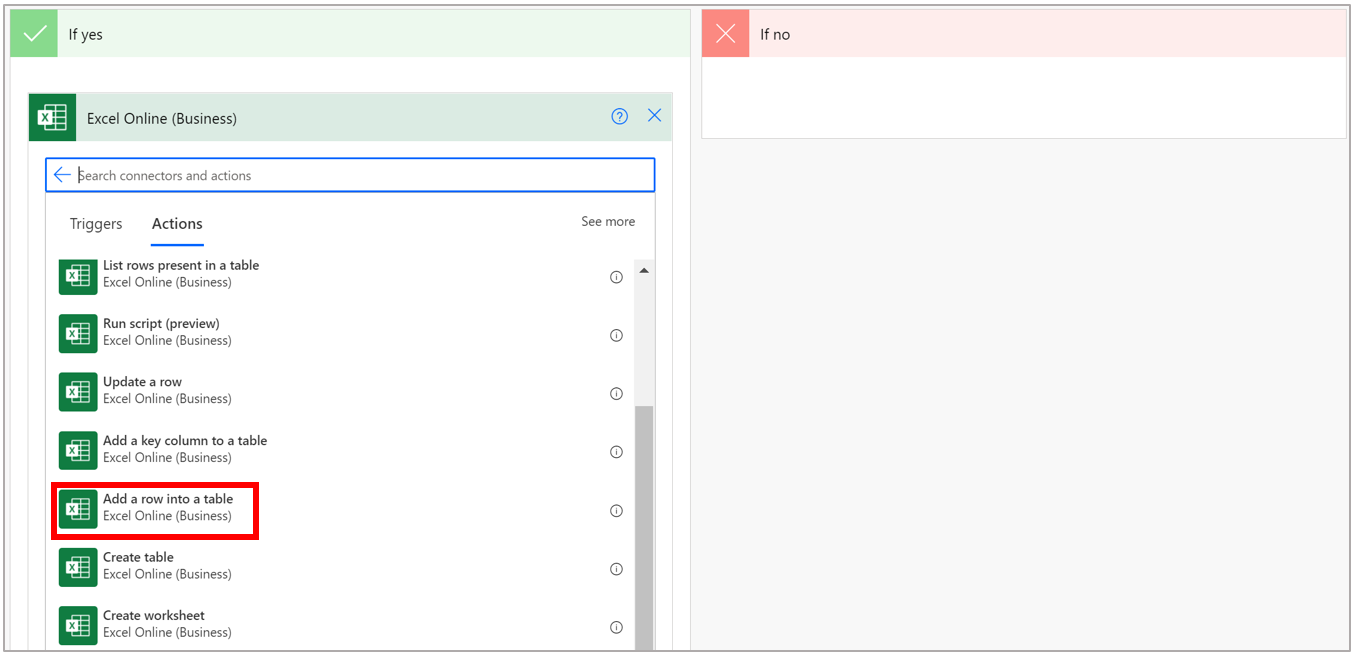 If yes
If no
Excel Online (Business)
Search connectors and actions
Triggers
Actions
See more
List rows present in a table
Excel Online (Business)
Run script (preview)
Excel Online (Business)
Update a row
Excel Online (Business)
Add a key column to a table
Excel Online (Business)
Add a row into a table
Excel Online (Business)
Create table
Excel Online (Business)
Create worksheet
Excel Online (Business)